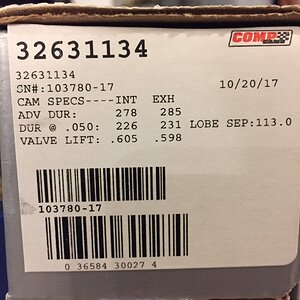 32631134
COMP
32631134
SN#:103780-17 10/20/17
CAM SPECS----INT EXH
ADV DUR: 278 285
DUR @ .050: 226 231 LOBE SEP:113.0
VALVE LIFT: .605 .598
103780-17
0 36584 30027 4